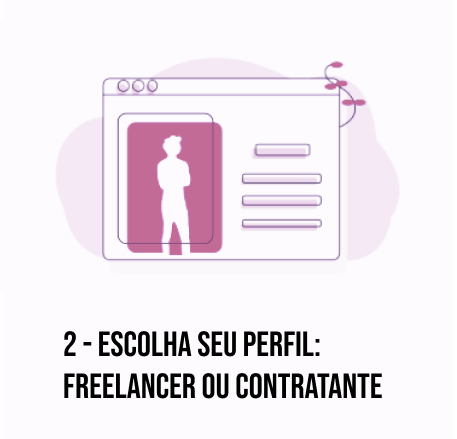 2 - ESCOLHA SEU PERFIL:
FREELANCER OU CONTRATANTE